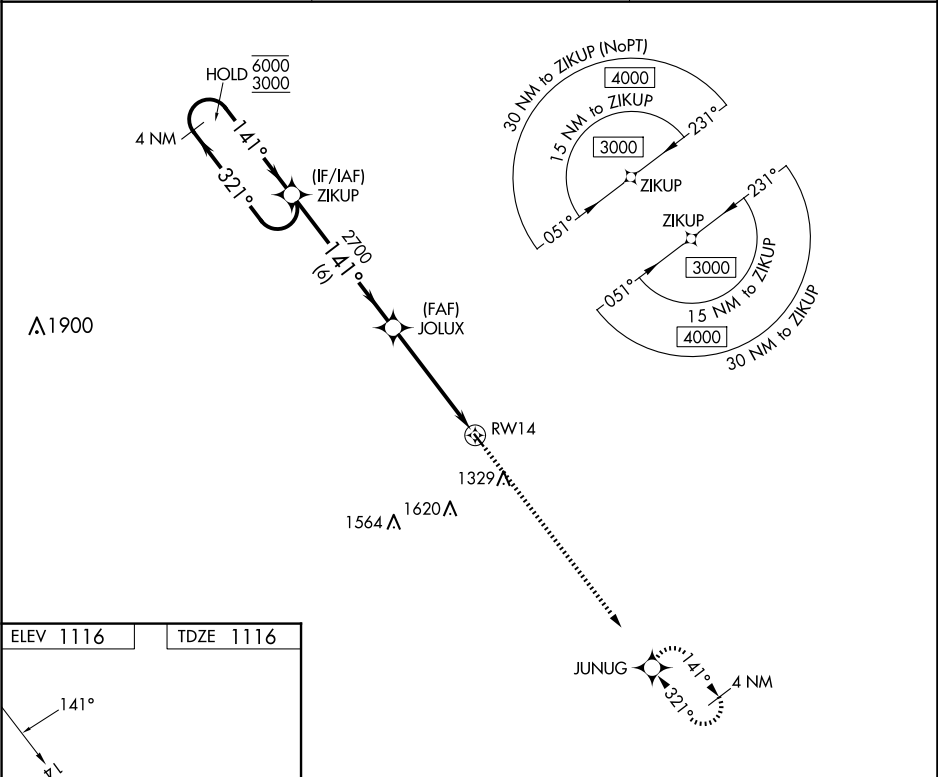 HOLD 6000
3000
4 NM
141°
321°
(IF/IAF)
ZIKUP
2700
141°
(6)
(FAF)
JOLUX
RW14
1900
1329
1620
1564
30 NM to ZIKUP (NoPT)
4000
15 NM to ZIKUP
3000
231°
051°
ZIKUP
ZIKUP
231°
051°
3000
15 NM to ZIKUP
4000
30 NM to ZIKUP
JUNUG
141°
321°
4 NM
ELEV 1116
TDZE 1116
141°
14